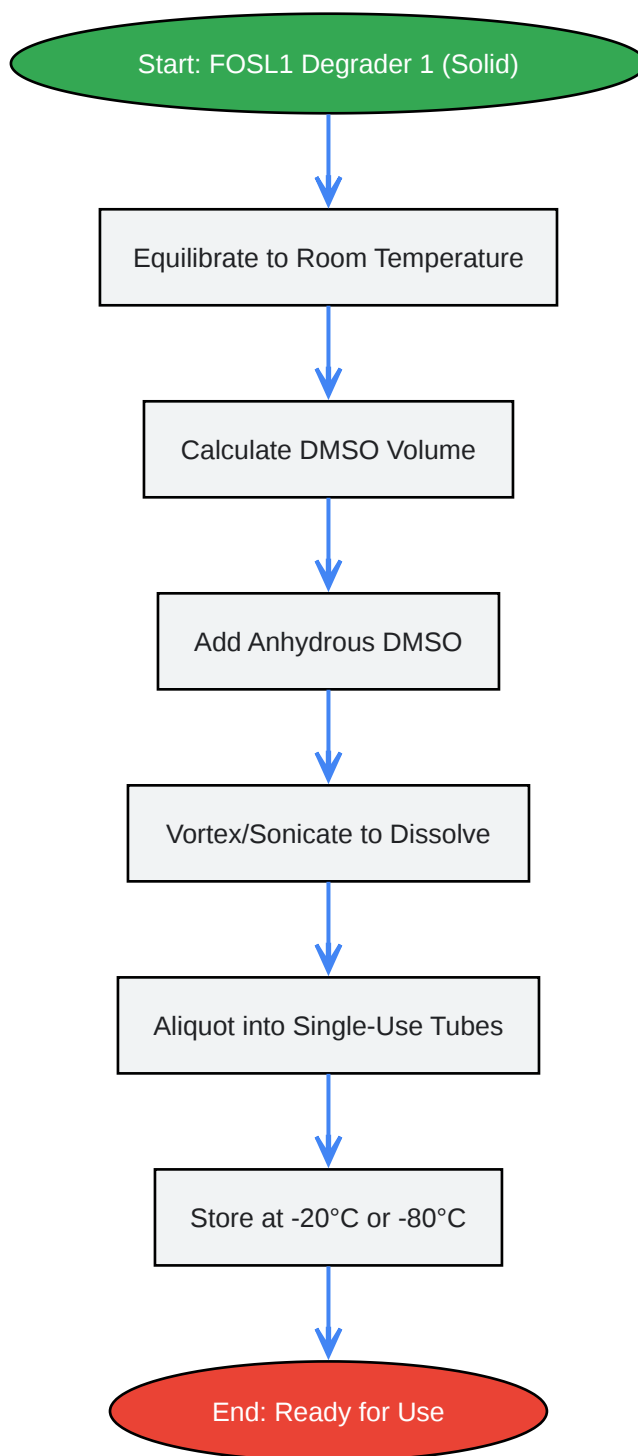 Start: FOSL1 Degrader 1 (Solid)
Equilibrate to Room Temperature
Calculate DMSO Volume
Add Anhydrous DMSO
Vortex/Sonicate to Dissolve
Aliquot into Single-Use Tubes
Store at -20°C or -80°C
End: Ready for Use